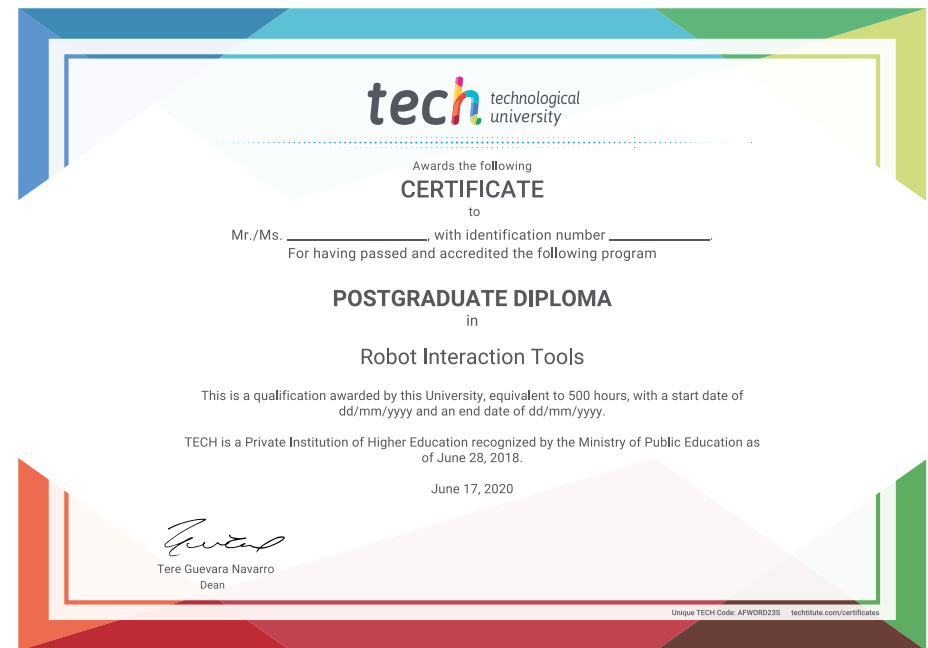 tech technological
university
Awards the following
CERTIFICATE
to
Mr./Ms. ____________________, with identification number ______________.
For having passed and accredited the following program
POSTGRADUATE DIPLOMA
in
Robot Interaction Tools
This is a qualification awarded by this University, equivalent to 500 hours, with a start date of
dd/mm/yyyy and an end date of dd/mm/yyyy.
TECH is a Private Institution of Higher Education recognized by the Ministry of Public Education as
of June 28, 2018.
June 17, 2020
Tere Guevara Navarro
Dean
Unique TECH Code: AFWORD23S techtitute.com/certificates